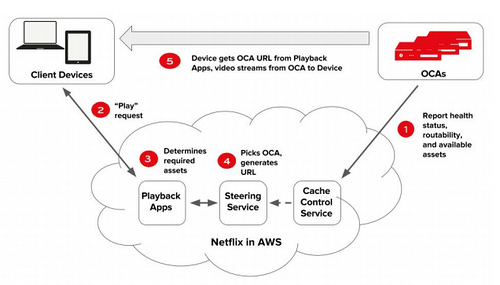 Client Devices
5
Device gets OCA URL from Playback
Apps, video streams from OCA to Device
OCAs
2
"Play"
request
1
Report health
status,
routability,
and available
assets
3
Determines
required
assets
4
Picks OCA,
generates
URL
Playback
Apps
Steering
Service
Cache
Control
Service
Netflix in AWS